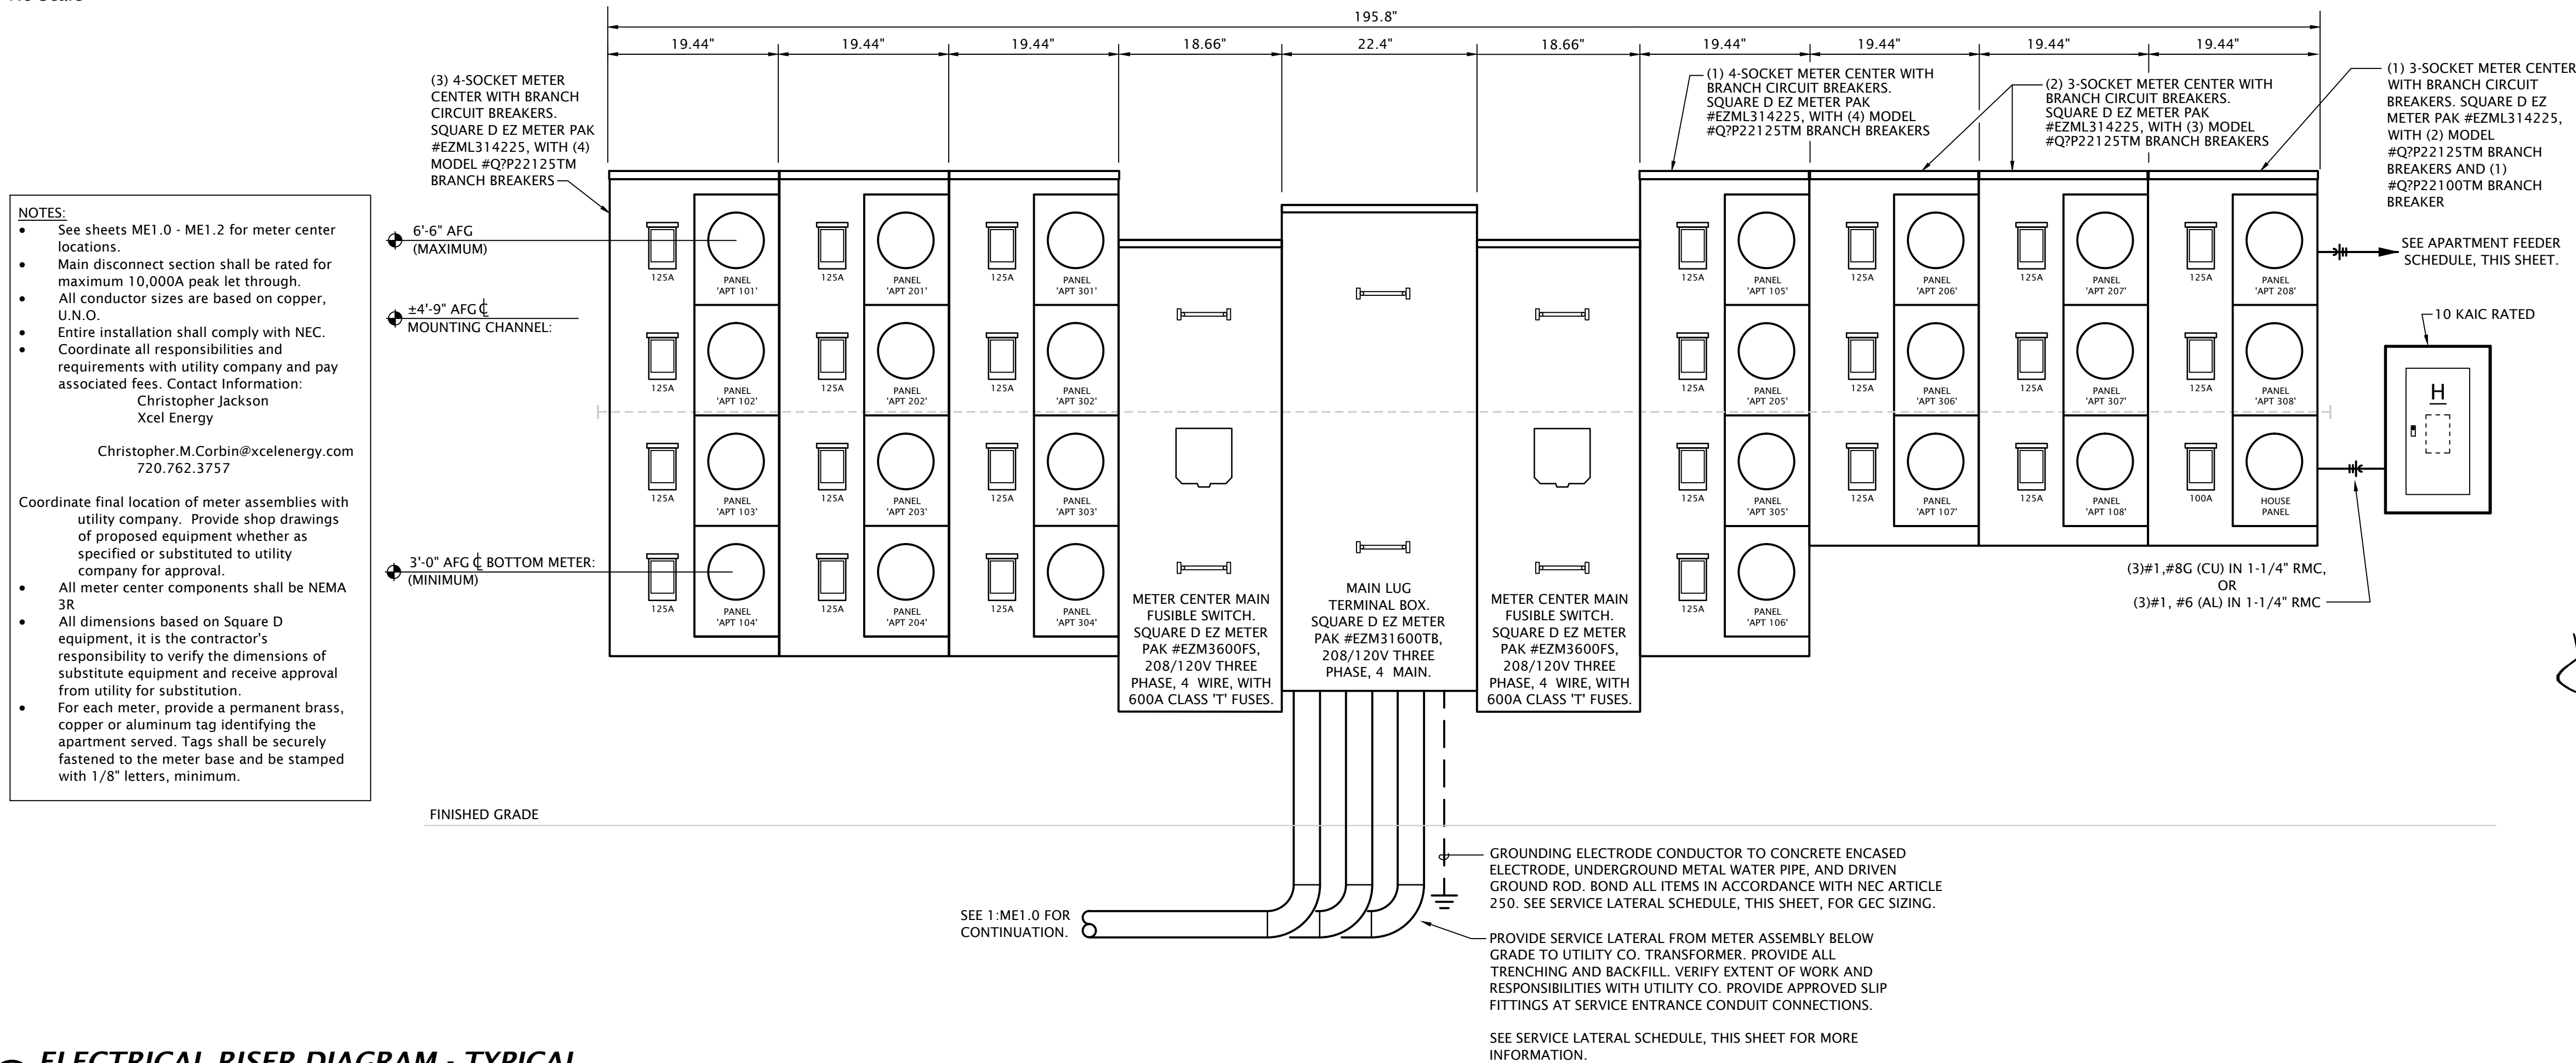 195.8"
19.44"
19.44"
19.44"
18.66"
22.4"
18.66"
19.44"
19.44"
19.44"
19.44"
(3) 4-SOCKET METER
CENTER WITH BRANCH
CIRCUIT BREAKERS.
SQUARE D EZ METER PAK
#EZML314225, WITH (4)
MODEL #Q?P22125TM
BRANCH BREAKERS
(1) 4-SOCKET METER CENTER WITH
BRANCH CIRCUIT BREAKERS.
SQUARE D EZ METER PAK
#EZML314225, WITH (4) MODEL
#Q?P22125TM BRANCH BREAKERS
(2) 3-SOCKET METER CENTER WITH
BRANCH CIRCUIT BREAKERS.
SQUARE D EZ METER PAK
#EZML314225, WITH (3) MODEL
#Q?P22125TM BRANCH BREAKERS
(1) 3-SOCKET METER CENTER
WITH BRANCH CIRCUIT
BREAKERS. SQUARE D EZ
METER PAK #EZML314225,
WITH (2) MODEL
#Q?P22125TM BRANCH
BREAKERS AND (1)
#Q?P22100TM BRANCH
BREAKER
NOTES:
• See sheets ME1.0 - ME1.2 for meter center
locations.
• Main disconnect section shall be rated for
maximum 10,000A peak let through.
• All conductor sizes are based on copper,
U.N.O.
• Entire installation shall comply with NEC.
• Coordinate all responsibilities and
requirements with utility company and pay
associated fees. Contact Information:
Christopher Jackson
Xcel Energy
Christopher.M.Corbin@xcelenergy.com
720.762.3757
Coordinate final location of meter assemblies with
utility company. Provide shop drawings
of proposed equipment whether as
specified or substituted to utility
company for approval.
• All meter center components shall be NEMA
3R
• All dimensions based on Square D
equipment, it is the contractor's
responsibility to verify the dimensions of
substitute equipment and receive approval
from utility for substitution.
• For each meter, provide a permanent brass,
copper or aluminum tag identifying the
apartment served. Tags shall be securely
fastened to the meter base and be stamped
with 1/8" letters, minimum.
6'-6" AFG
(MAXIMUM)
±4'-9" AFG ℄
MOUNTING CHANNEL:
3'-0" AFG ℄ BOTTOM METER:
(MINIMUM)
125A
PANEL
'APT 101'
125A
PANEL
'APT 102'
125A
PANEL
'APT 103'
125A
PANEL
'APT 104'
125A
PANEL
'APT 201'
125A
PANEL
'APT 202'
125A
PANEL
'APT 203'
125A
PANEL
'APT 204'
125A
PANEL
'APT 301'
125A
PANEL
'APT 302'
125A
PANEL
'APT 303'
125A
PANEL
'APT 304'
METER CENTER MAIN
FUSIBLE SWITCH.
SQUARE D EZ METER
PAK #EZM3600FS,
208/120V THREE
PHASE, 4 WIRE, WITH
600A CLASS 'T' FUSES.
MAIN LUG
TERMINAL BOX.
SQUARE D EZ METER
PAK #EZM31600TB,
208/120V THREE
PHASE, 4 MAIN.
METER CENTER MAIN
FUSIBLE SWITCH.
SQUARE D EZ METER
PAK #EZM3600FS,
208/120V THREE
PHASE, 4 WIRE, WITH
600A CLASS 'T' FUSES.
125A
PANEL
'APT 105'
125A
PANEL
'APT 205'
125A
PANEL
'APT 305'
125A
PANEL
'APT 106'
125A
PANEL
'APT 206'
125A
PANEL
'APT 306'
125A
PANEL
'APT 107'
125A
PANEL
'APT 207'
125A
PANEL
'APT 307'
125A
PANEL
'APT 108'
125A
PANEL
'APT 208'
125A
PANEL
'APT 308'
100A
HOUSE
PANEL
SEE APARTMENT FEEDER
SCHEDULE, THIS SHEET.
10 KAIC RATED
H
(3)#1,#8G (CU) IN 1-1/4" RMC,
OR
(3)#1, #6 (AL) IN 1-1/4" RMC
FINISHED GRADE
SEE 1:ME1.0 FOR
CONTINUATION.
GROUNDING ELECTRODE CONDUCTOR TO CONCRETE ENCASED
ELECTRODE, UNDERGROUND METAL WATER PIPE, AND DRIVEN
GROUND ROD. BOND ALL ITEMS IN ACCORDANCE WITH NEC ARTICLE
250. SEE SERVICE LATERAL SCHEDULE, THIS SHEET, FOR GEC SIZING.
PROVIDE SERVICE LATERAL FROM METER ASSEMBLY BELOW
GRADE TO UTILITY CO. TRANSFORMER. PROVIDE ALL
TRENCHING AND BACKFILL. VERIFY EXTENT OF WORK AND
RESPONSIBILITIES WITH UTILITY CO. PROVIDE APPROVED SLIP
FITTINGS AT SERVICE ENTRANCE CONDUIT CONNECTIONS.
SEE SERVICE LATERAL SCHEDULE, THIS SHEET FOR MORE
INFORMATION.
ELECTRICAL RISER DIAGRAM - TYPICAL